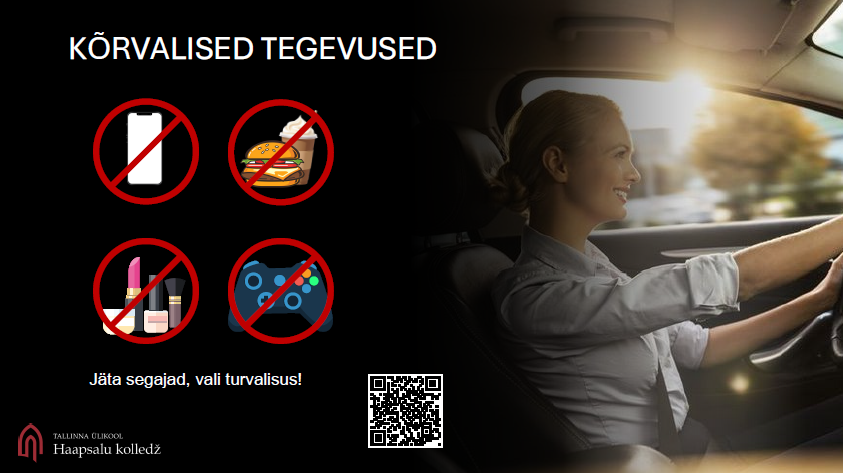 KÕRVALISED TEGEVUSED
Jäta segajad, vali turvalisus!
TALLINNA ÜLIKOOL
Haapsalu kolledž